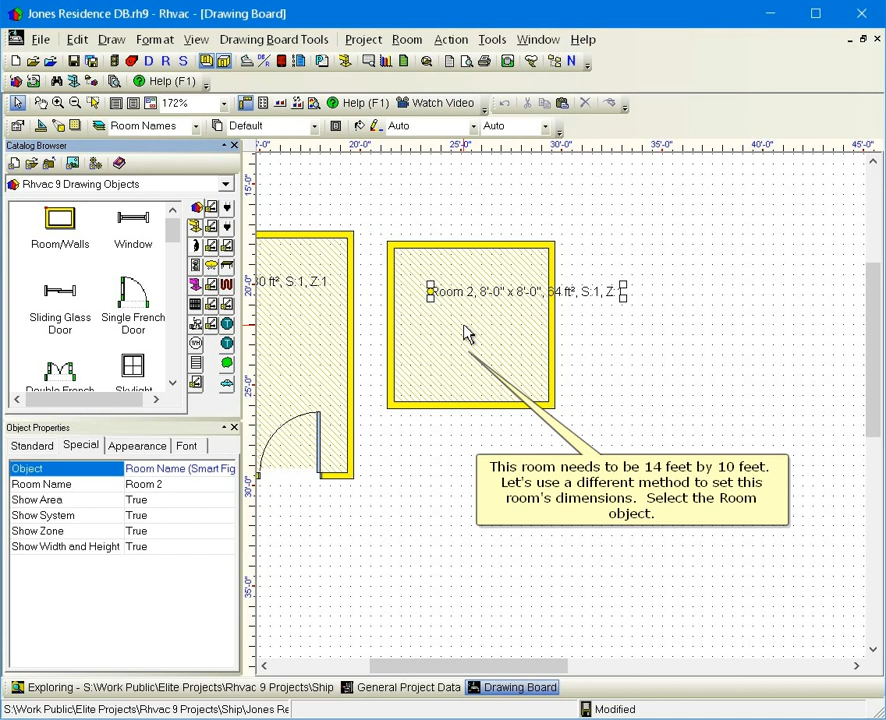 Jones Residence DB.rh9 - Rhvac - [Drawing Board]
File Edit Draw Format View Drawing Board Tools Project Room Action Tools Window Help
D R S DB/R N
Help (F1)
172% Help (F1) Watch Video
Room Names Default Auto Auto
Catalog Browser
Rhvac 9 Drawing Objects
Room/Walls Window
Sliding Glass Door Single French Door
Double French Skylight
Object Properties
Standard Special Appearance Font
Object Room Name (Smart Fig
Room Name Room 2
Show Area True
Show System True
Show Zone True
Show Width and Height True
20'-0" 25'-0" 30'-0" 35'-0" 40'-0" 45'-0"
15'-0"
20'-0"
25'-0"
30'-0"
35'-0"
0 ft², S:1, Z:1
Room 2, 8'-0" x 8'-0", 64 ft², S:1, Z:
This room needs to be 14 feet by 10 feet.
Let's use a different method to set this
room's dimensions. Select the Room
object.
Exploring - S:\Work Public\Elite Projects\Rhvac 9 Projects\Ship General Project Data Drawing Board
S:\Work Public\Elite Projects\Rhvac 9 Projects\Ship\Jones Re Modified